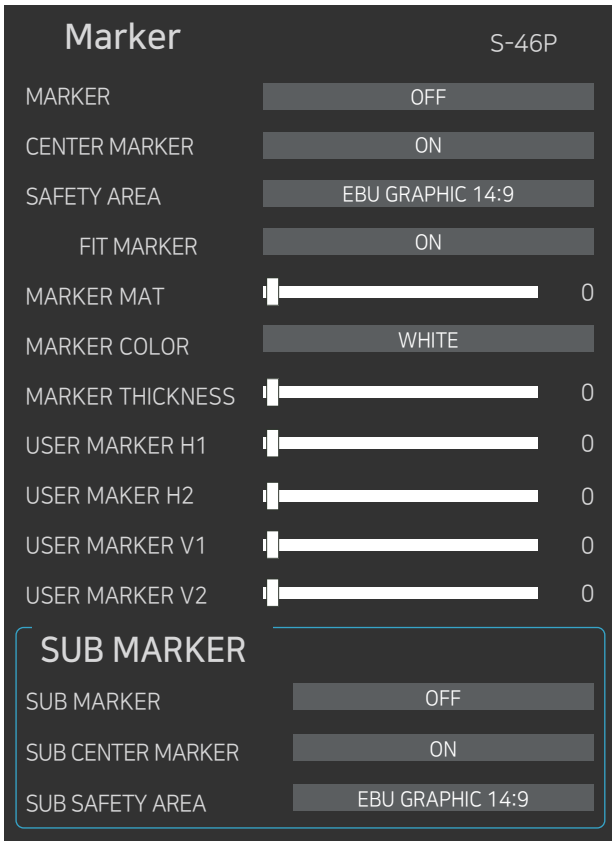 Marker S-46P
MARKER OFF
CENTER MARKER ON
SAFETY AREA EBU GRAPHIC 14:9
FIT MARKER ON
MARKER MAT 0
MARKER COLOR WHITE
MARKER THICKNESS 0
USER MARKER H1 0
USER MAKER H2 0
USER MARKER V1 0
USER MARKER V2 0
SUB MARKER
SUB MARKER OFF
SUB CENTER MARKER ON
SUB SAFETY AREA EBU GRAPHIC 14:9